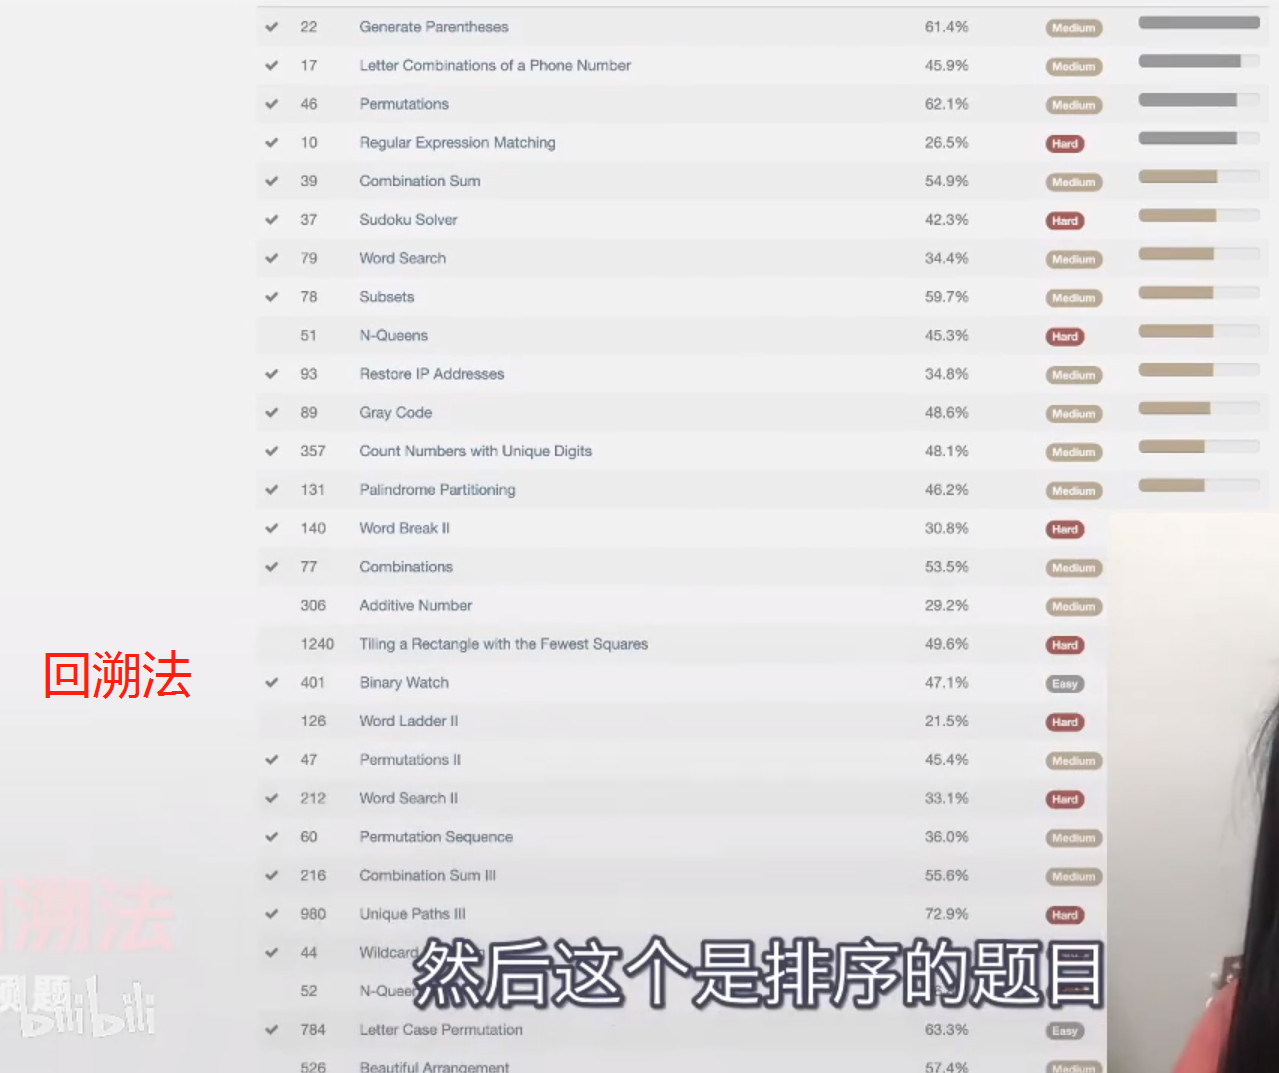 22 Generate Parentheses 61.4% Medium
17 Letter Combinations of a Phone Number 45.9% Medium
46 Permutations 62.1% Medium
10 Regular Expression Matching 26.5% Hard
39 Combination Sum 54.9% Medium
37 Sudoku Solver 42.3% Hard
79 Word Search 34.4% Medium
78 Subsets 59.7% Medium
51 N-Queens 45.3% Hard
93 Restore IP Addresses 34.8% Medium
89 Gray Code 48.6% Medium
357 Count Numbers with Unique Digits 48.1% Medium
131 Palindrome Partitioning 46.2% Medium
140 Word Break II 30.8% Hard
77 Combinations 53.5% Medium
306 Additive Number 29.2% Medium
1240 Tiling a Rectangle with the Fewest Squares 49.6% Hard
回溯法
401 Binary Watch 47.1% Easy
126 Word Ladder II 21.5% Hard
47 Permutations II 45.4% Medium
212 Word Search II 33.1% Hard
60 Permutation Sequence 36.0% Medium
216 Combination Sum III 55.6% Medium
980 Unique Paths III 72.9% Hard
溯法
44 Wildcard
然后这个是排序的题目
52
bilibili
784 Letter Case Permutation 63.3% Easy
526 Beautiful Arrangement 57.4% Medium